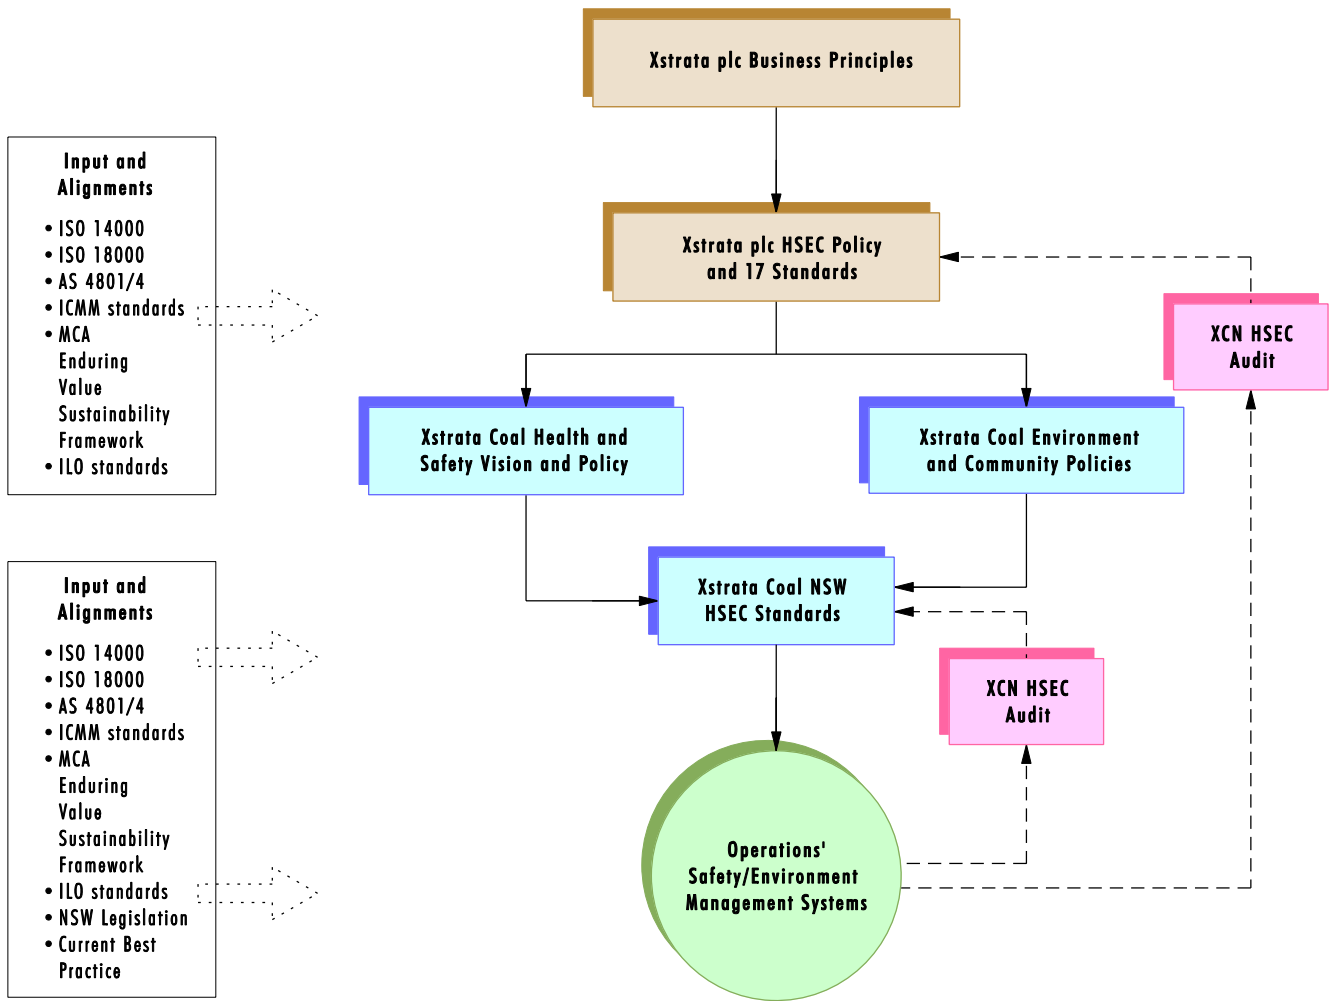 Xstrata plc Business Principles
Input and
Alignments
• ISO 14000
• ISO 18000
• AS 4801/4
• ICMM standards
• MCA
Enduring
Value
Sustainability
Framework
• ILO standards
Xstrata plc HSEC Policy
and 17 Standards
XCN HSEC
Audit
Xstrata Coal Health and
Safety Vision and Policy
Xstrata Coal Environment
and Community Policies
Input and
Alignments
• ISO 14000
• ISO 18000
• AS 4801/4
• ICMM standards
• MCA
Enduring
Value
Sustainability
Framework
• ILO standards
• NSW Legislation
• Current Best
Practice
Xstrata Coal NSW
HSEC Standards
XCN HSEC
Audit
Operations'
Safety/Environment
Management Systems